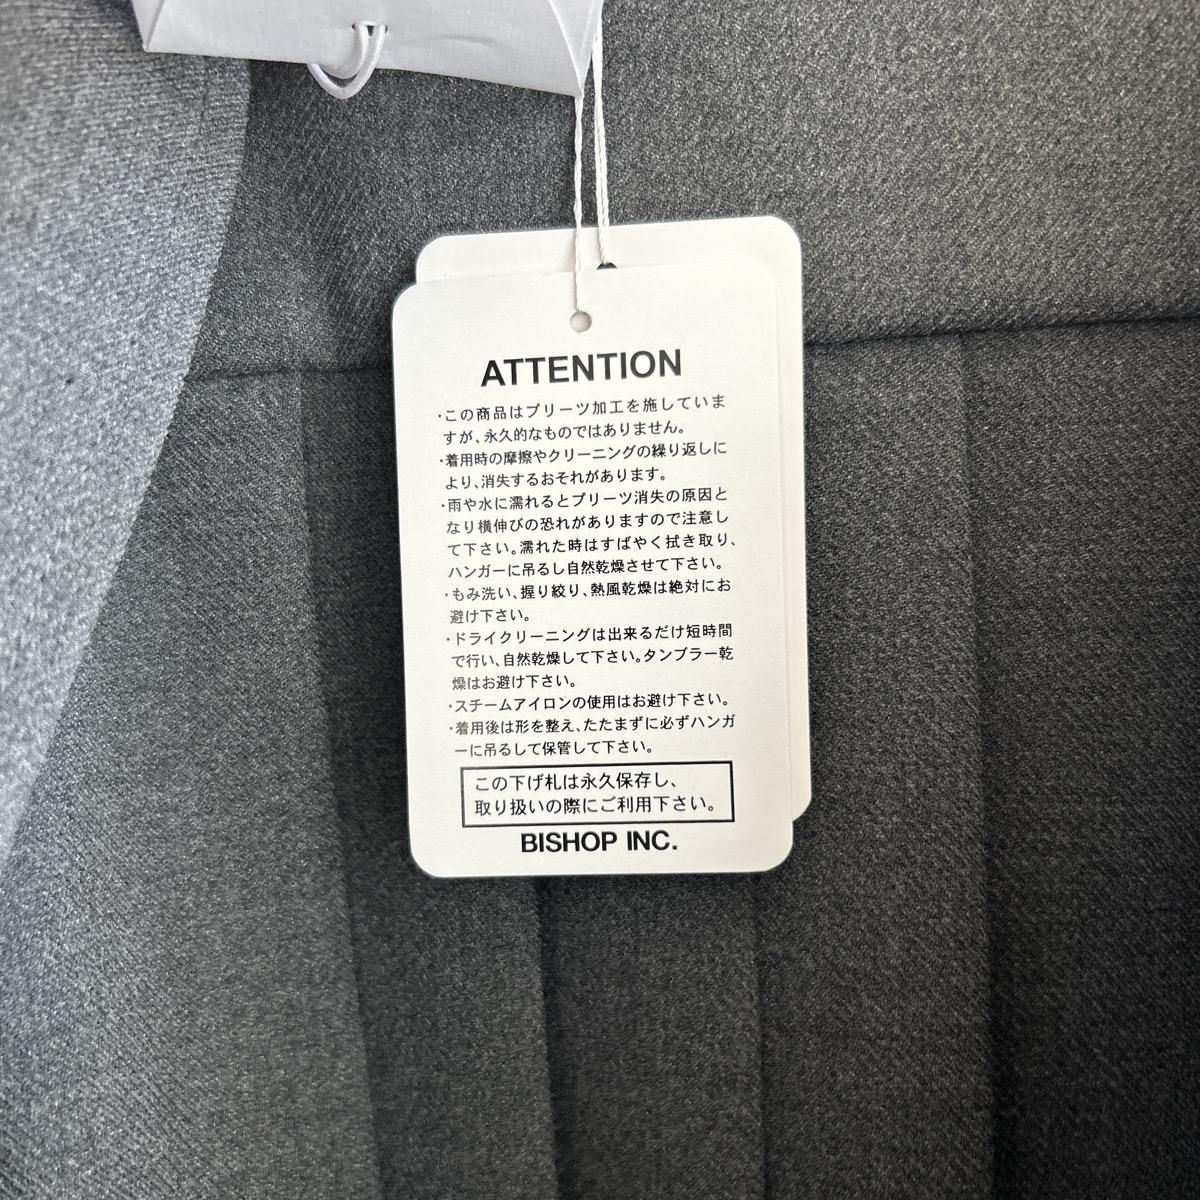 ATTENTION
・この商品はプリーツ加工を施していま
すが、永久的なものではありません。
・着用時の摩擦やクリーニングの繰り返しに
より、消失するおそれがあります。
・雨や水に濡れるとプリーツ消失の原因と
なり横伸びの恐れがありますので注意し
て下さい。濡れた時はすばやく拭き取り、
ハンガーに吊るし自然乾燥させて下さい。
・もみ洗い、握り絞り、熱風乾燥は絶対にお
避け下さい。
・ドライクリーニングは出来るだけ短時間
で行い、自然乾燥して下さい。タンブラー乾
燥はお避け下さい。
・スチームアイロンの使用はお避け下さい。
・着用後は形を整え、たたまずに必ずハンガ
ーに吊るして保管して下さい。
この下げ札は永久保存し、
取り扱いの際にご利用下さい。
BISHOP INC.